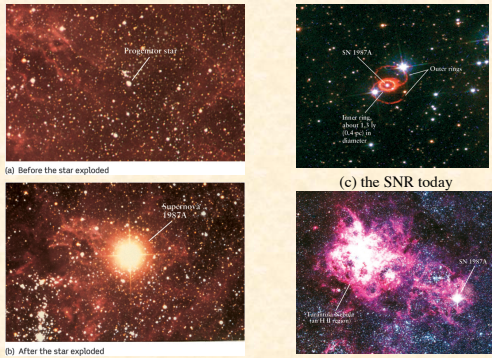 Progenitor star
(a) Before the star exploded
Supernova
1987A
(b) After the star exploded
SN 1987A
Outer rings
Inner ring,
about 1.3 ly
(0.4 pc) in
diameter
(c) the SNR today
SN 1987A
Tarantula Nebula
(an H II region)